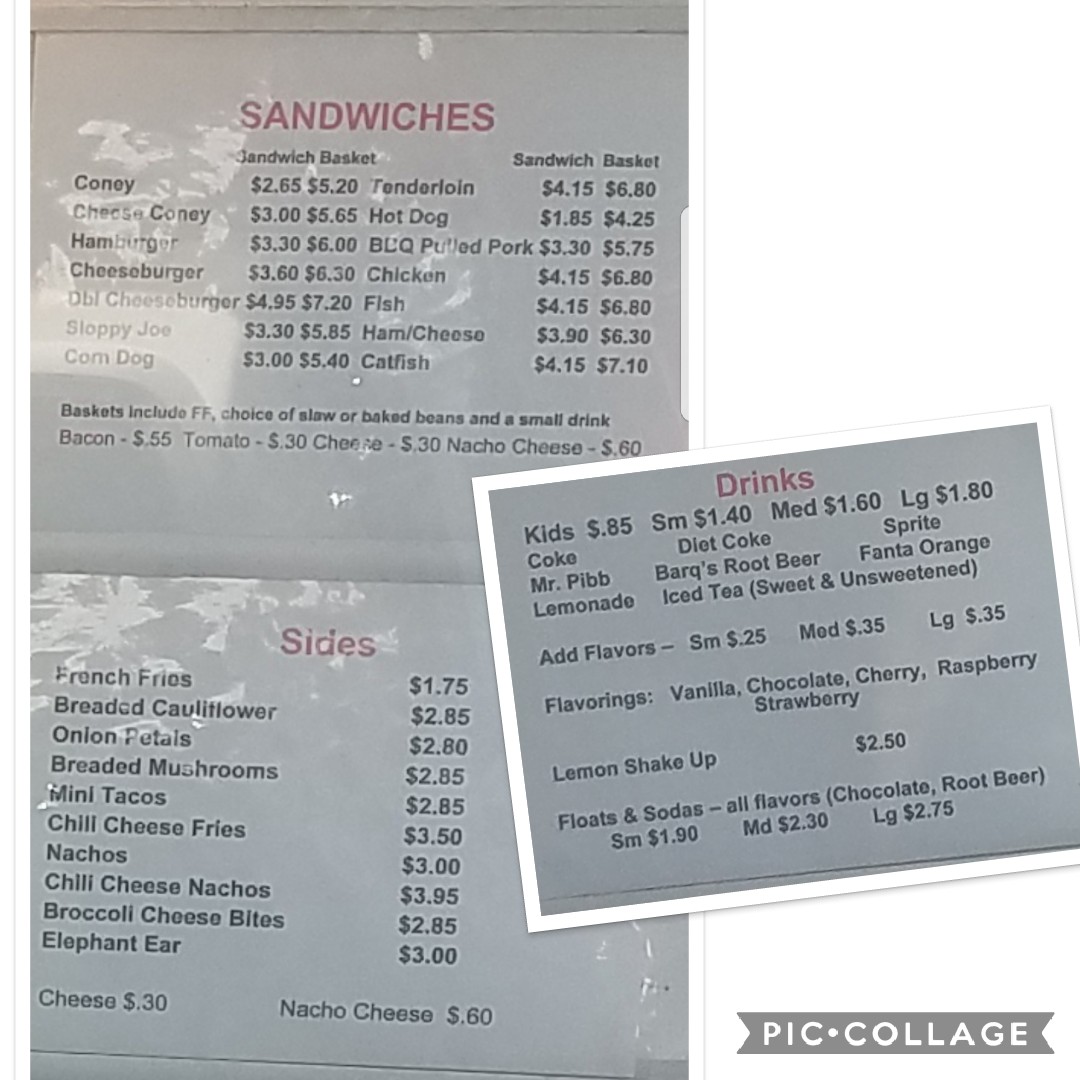 SANDWICHES
Sandwich Basket Sandwich Basket
Coney $2.65 $5.20 Tenderloin $4.15 $6.80
Cheese Coney $3.00 $5.65 Hot Dog $1.85 $4.25
Hamburger $3.30 $6.00 BBQ Pulled Pork $3.30 $5.75
Cheeseburger $3.60 $6.30 Chicken $4.15 $6.80
Dbl Cheeseburger $4.95 $7.20 Fish $4.15 $6.80
Sloppy Joe $3.30 $5.85 Ham/Cheese $3.90 $6.30
Corn Dog $3.00 $5.40 Catfish $4.15 $7.10
Baskets include FF, choice of slaw or baked beans and a small drink
Bacon - $.55 Tomato - $.30 Cheese - $.30 Nacho Cheese - $.60
Sides
French Fries $1.75
Breaded Cauliflower $2.85
Onion Petals $2.80
Breaded Mushrooms $2.85
Mini Tacos $2.85
Chili Cheese Fries $3.50
Nachos $3.00
Chili Cheese Nachos $3.95
Broccoli Cheese Bites $2.85
Elephant Ear $3.00
Cheese $.30 Nacho Cheese $.60
Drinks
Kids $.85 Sm $1.40 Med $1.60 Lg $1.80
Coke Diet Coke Sprite
Mr. Pibb Barq's Root Beer Fanta Orange
Lemonade Iced Tea (Sweet & Unsweetened)
Add Flavors – Sm $.25 Med $.35 Lg $.35
Flavorings: Vanilla, Chocolate, Cherry, Raspberry
Strawberry
Lemon Shake Up $2.50
Floats & Sodas – all flavors (Chocolate, Root Beer)
Sm $1.90 Md $2.30 Lg $2.75
PIC•COLLAGE